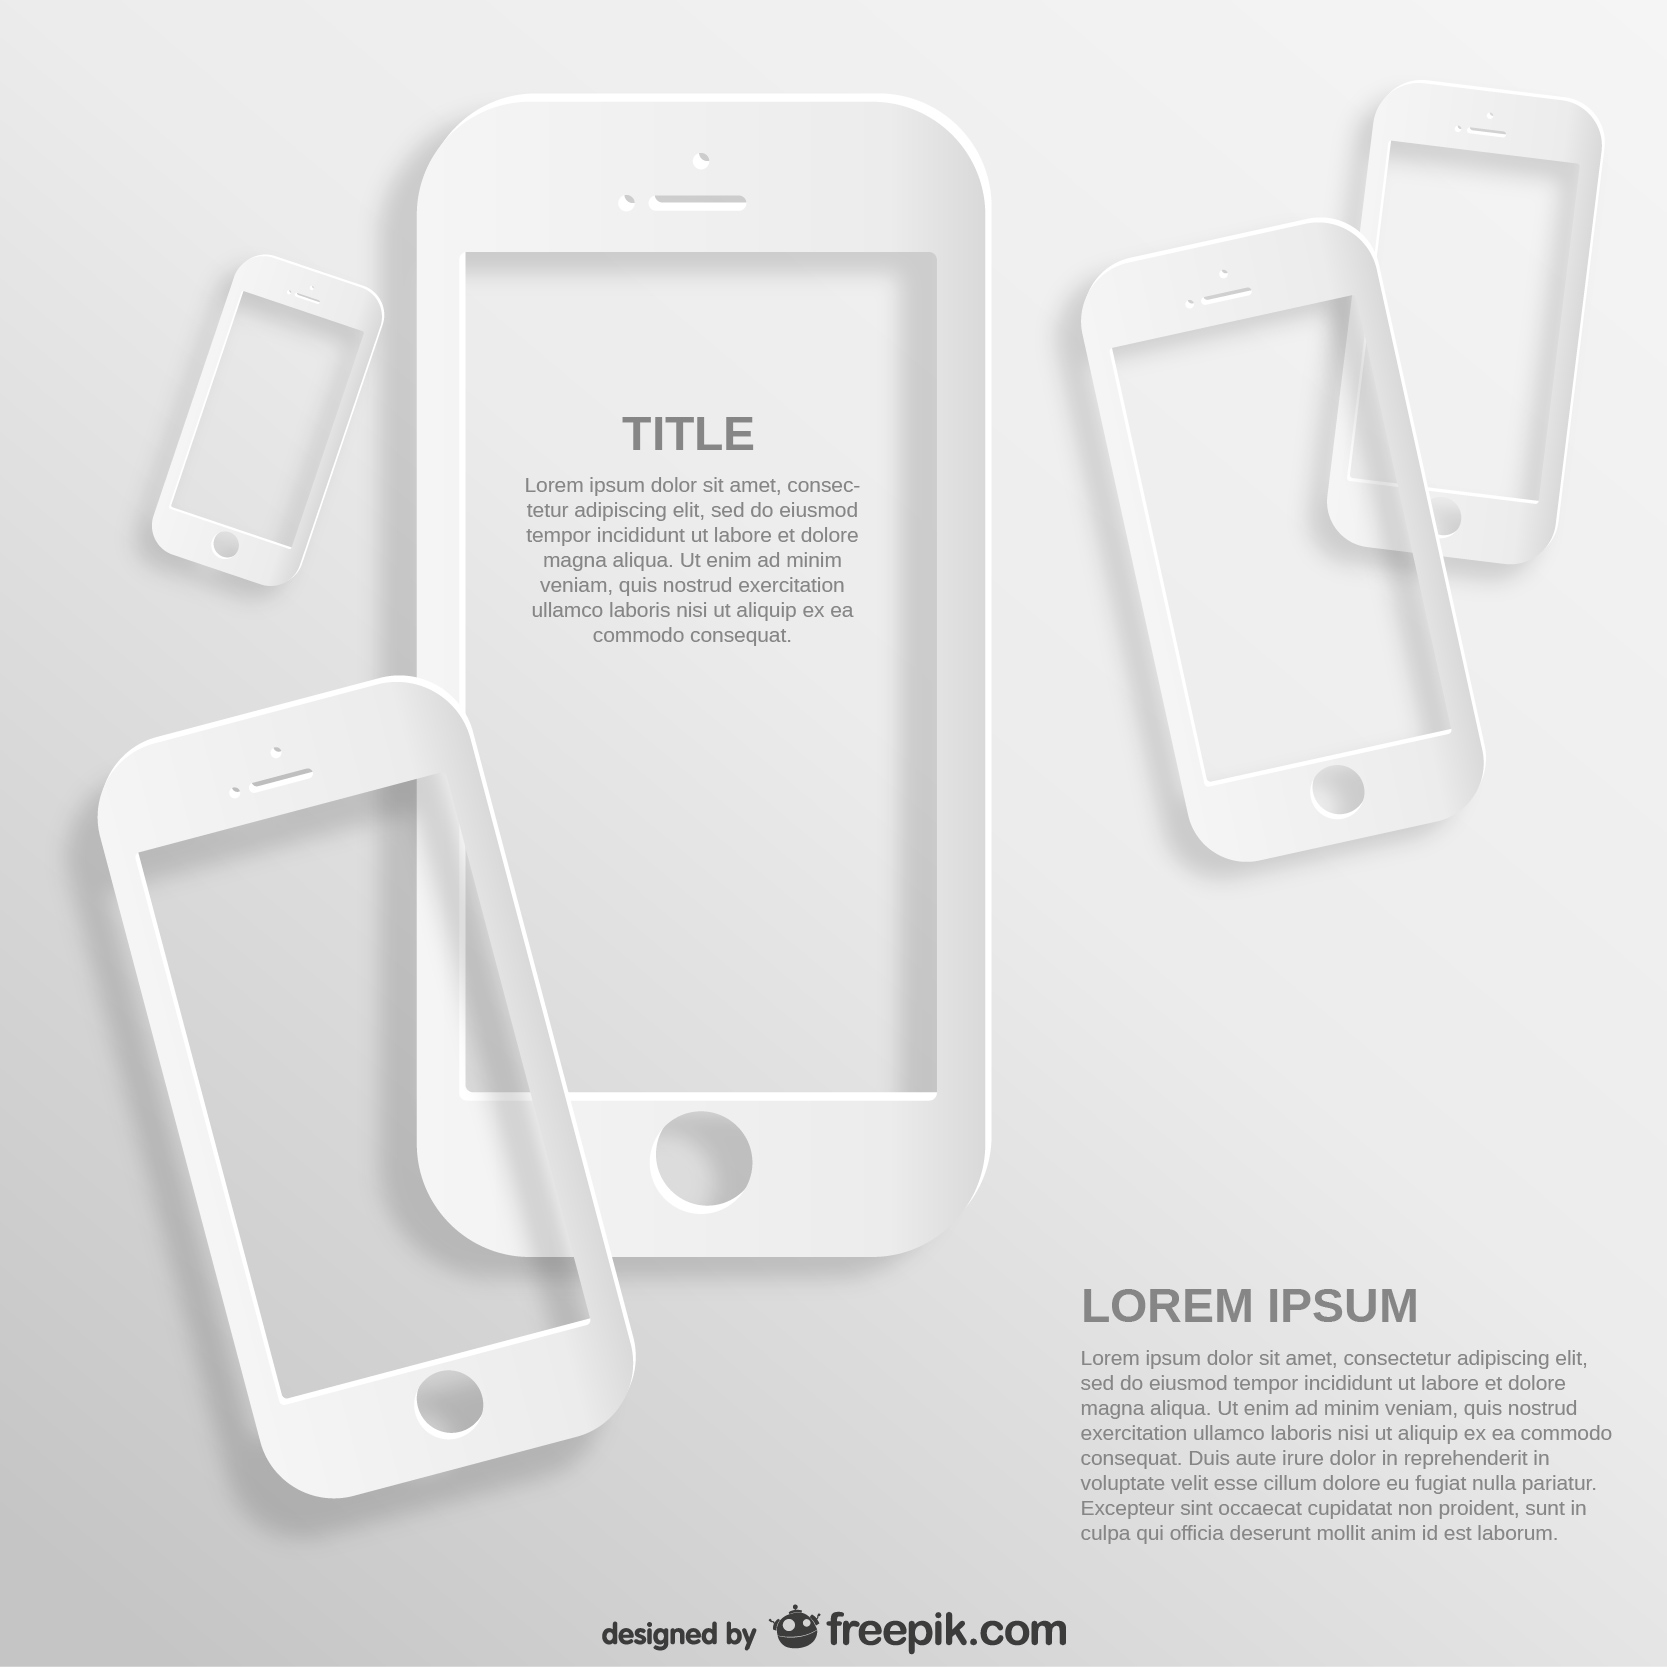 TITLE
Lorem ipsum dolor sit amet, consec-
tetur adipiscing elit, sed do eiusmod
tempor incididunt ut labore et dolore
magna aliqua. Ut enim ad minim
veniam, quis nostrud exercitation
ullamco laboris nisi ut aliquip ex ea
commodo consequat.
LOREM IPSUM
Lorem ipsum dolor sit amet, consectetur adipiscing elit,
sed do eiusmod tempor incididunt ut labore et dolore
magna aliqua. Ut enim ad minim veniam, quis nostrud
exercitation ullamco laboris nisi ut aliquip ex ea commodo
consequat. Duis aute irure dolor in reprehenderit in
voluptate velit esse cillum dolore eu fugiat nulla pariatur.
Excepteur sint occaecat cupidatat non proident, sunt in
culpa qui officia deserunt mollit anim id est laborum.
designed by freepik.com